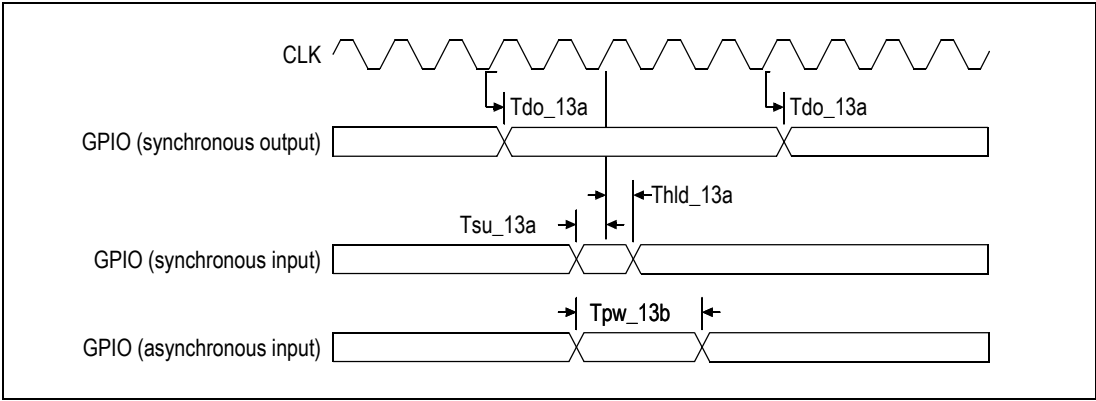 CLK
Tdo_13a
Tdo_13a
GPIO (synchronous output)
Thld_13a
Tsu_13a
GPIO (synchronous input)
Tpw_13b
GPIO (asynchronous input)